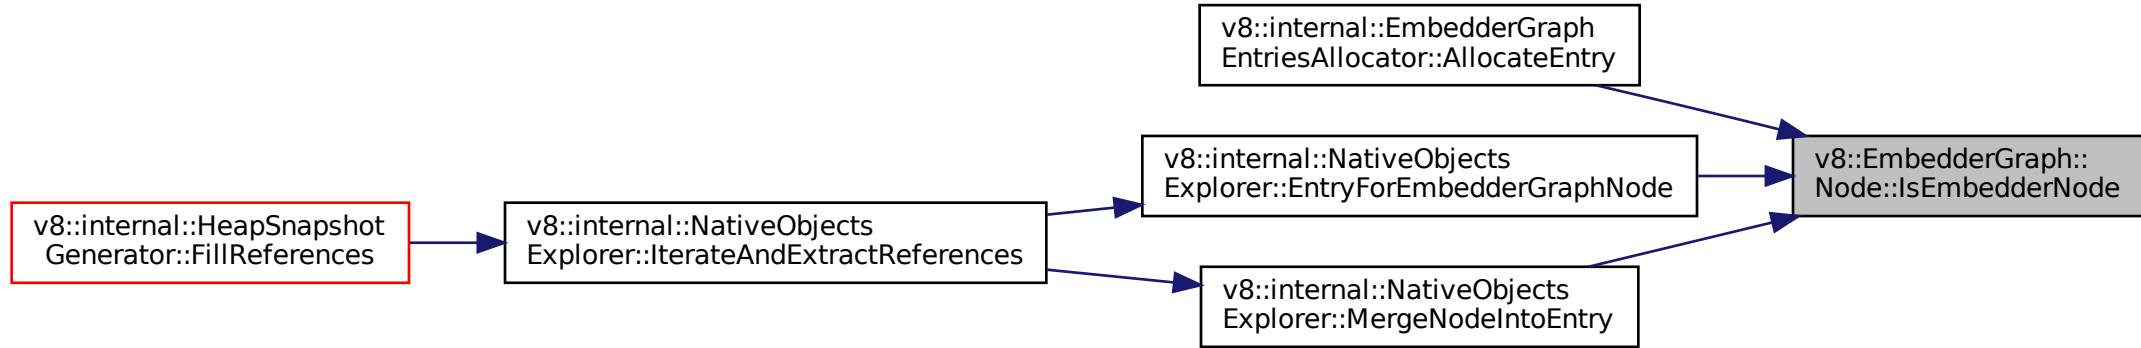 v8::internal::EmbedderGraph
EntriesAllocator::AllocateEntry
v8::internal::NativeObjects
Explorer::EntryForEmbedderGraphNode
v8::EmbedderGraph::
Node::IsEmbedderNode
v8::internal::HeapSnapshot
Generator::FillReferences
v8::internal::NativeObjects
Explorer::IterateAndExtractReferences
v8::internal::NativeObjects
Explorer::MergeNodeIntoEntry